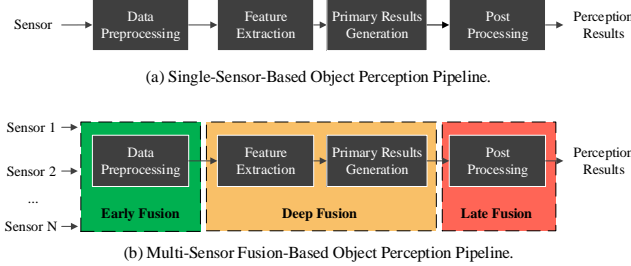 Sensor
Data
Preprocessing
Feature
Extraction
Primary Results
Generation
Post
Processing
Perception
Results
(a) Single-Sensor-Based Object Perception Pipeline.
Sensor 1
Sensor 2
...
Sensor N
Data
Preprocessing
Early Fusion
Feature
Extraction
Primary Results
Generation
Deep Fusion
Post
Processing
Late Fusion
Perception
Results
(b) Multi-Sensor Fusion-Based Object Perception Pipeline.